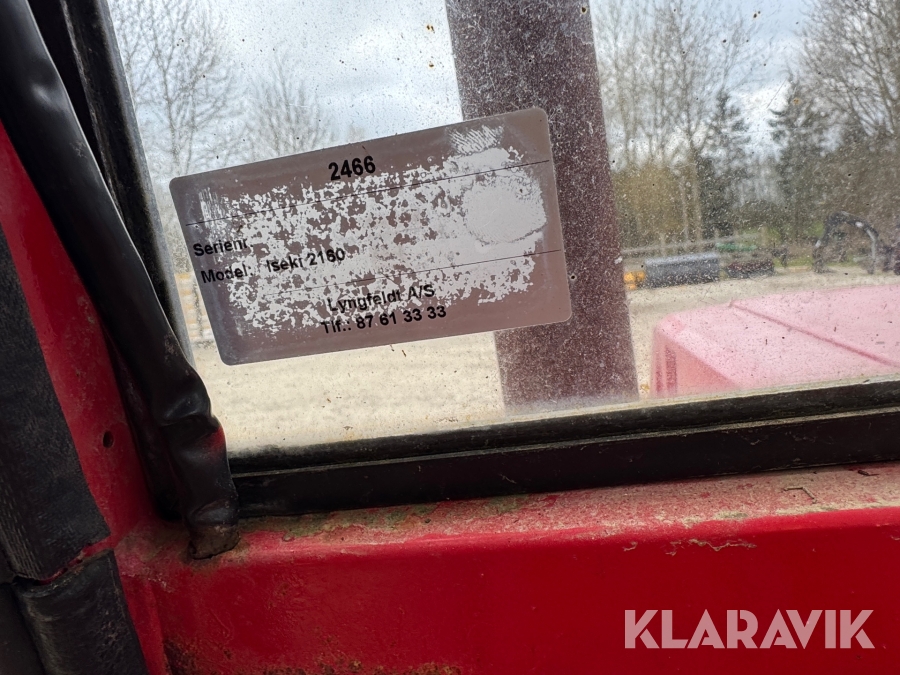 2466
Serienr
Model: Iseki 2160
Lyngfeldt A/S
Tlf.: 87 61 33 33
KLARAVIK